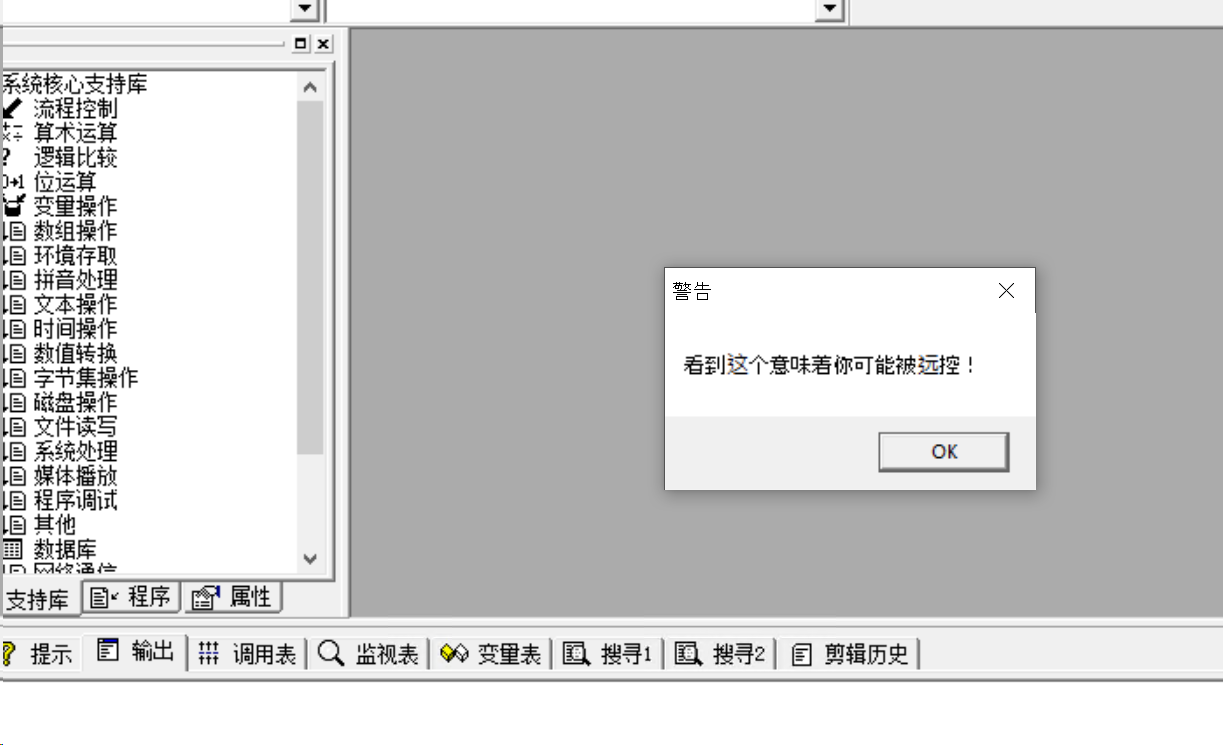 系统核心支持库
流程控制
算术运算
逻辑比较
位运算
变量操作
数组操作
环境存取
拼音处理
文本操作
时间操作
数值转换
字节集操作
磁盘操作
文件读写
系统处理
媒体播放
程序调试
其他
数据库
网络通信
支持库 程序 属性
警告
看到这个意味着你可能被远控！
OK
提示 输出 调用表 监视表 变量表 搜寻1 搜寻2 剪辑历史